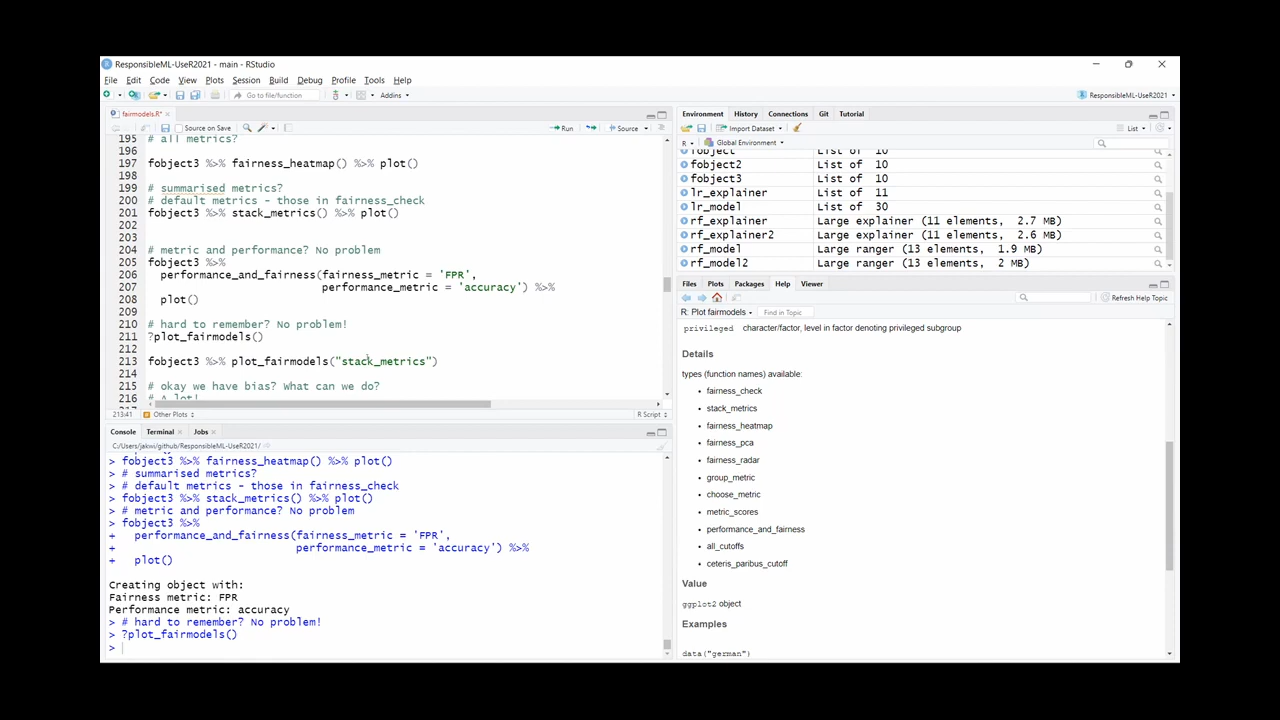 ResponsibleML-UseR2021 - main - RStudio
File Edit Code View Plots Session Build Debug Profile Tools Help
Go to file/function Addins ResponsibleML-UseR2021
fairmodels.R*
Source on Save Run Source
195 # all metrics?
196
197 fobject3 %>% fairness_heatmap() %>% plot()
198
199 # summarised metrics?
200 # default metrics - those in fairness_check
201 fobject3 %>% stack_metrics() %>% plot()
202
203
204 # metric and performance? No problem
205 fobject3 %>%
206 performance_and_fairness(fairness_metric = 'FPR',
207 performance_metric = 'accuracy') %>%
208 plot()
209
210 # hard to remember? No problem!
211 ?plot_fairmodels()
212
213 fobject3 %>% plot_fairmodels("stack_metrics")
214
215 # okay we have bias? What can we do?
# A lot!
213:41 Other Plots R Script
Console Terminal Jobs
C:/Users/jakwi/github/ResponsibleML-UseR2021/
> fobject3 %>% fairness_heatmap() %>% plot()
> # summarised metrics?
> # default metrics - those in fairness_check
> fobject3 %>% stack_metrics() %>% plot()
> # metric and performance? No problem
> fobject3 %>%
+ performance_and_fairness(fairness_metric = 'FPR',
+ performance_metric = 'accuracy') %>%
+ plot()
Creating object with:
Fairness metric: FPR
Performance metric: accuracy
> # hard to remember? No problem!
> ?plot_fairmodels()
>
Environment History Connections Git Tutorial
Import Dataset List
R Global Environment
fobject List of 10
fobject2 List of 10
fobject3 List of 10
lr_explainer List of 11
lr_model List of 30
rf_explainer Large explainer (11 elements, 2.7 MB)
rf_explainer2 Large explainer (11 elements, 2.6 MB)
rf_model Large ranger (13 elements, 1.9 MB)
rf_model2 Large ranger (13 elements, 2 MB)
Files Plots Packages Help Viewer
Refresh Help Topic
R: Plot fairmodels Find in Topic
privileged character/factor, level in factor denoting privileged subgroup
Details
types (function names) available:
• fairness_check
• stack_metrics
• fairness_heatmap
• fairness_pca
• fairness_radar
• group_metric
• choose_metric
• metric_scores
• performance_and_fairness
• all_cutoffs
• ceteris_paribus_cutoff
Value
ggplot2 object
Examples
data("german")